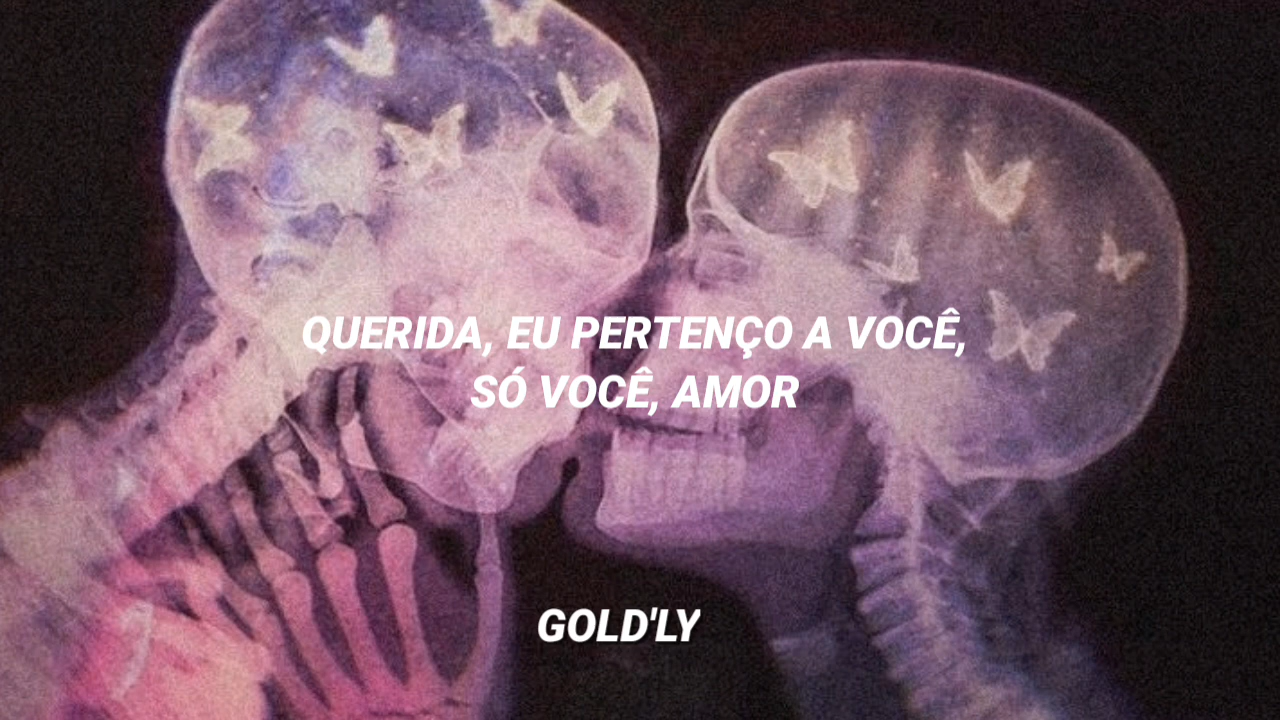 QUERIDA, EU PERTENÇO A VOCÊ,
SÓ VOCÊ, AMOR
GOLD'LY